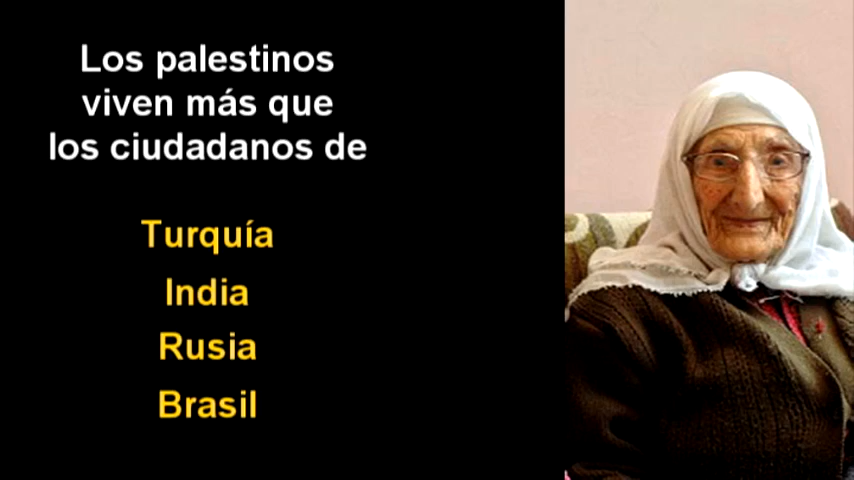 Los palestinos
viven más que
los ciudadanos de
Turquía
India
Rusia
Brasil